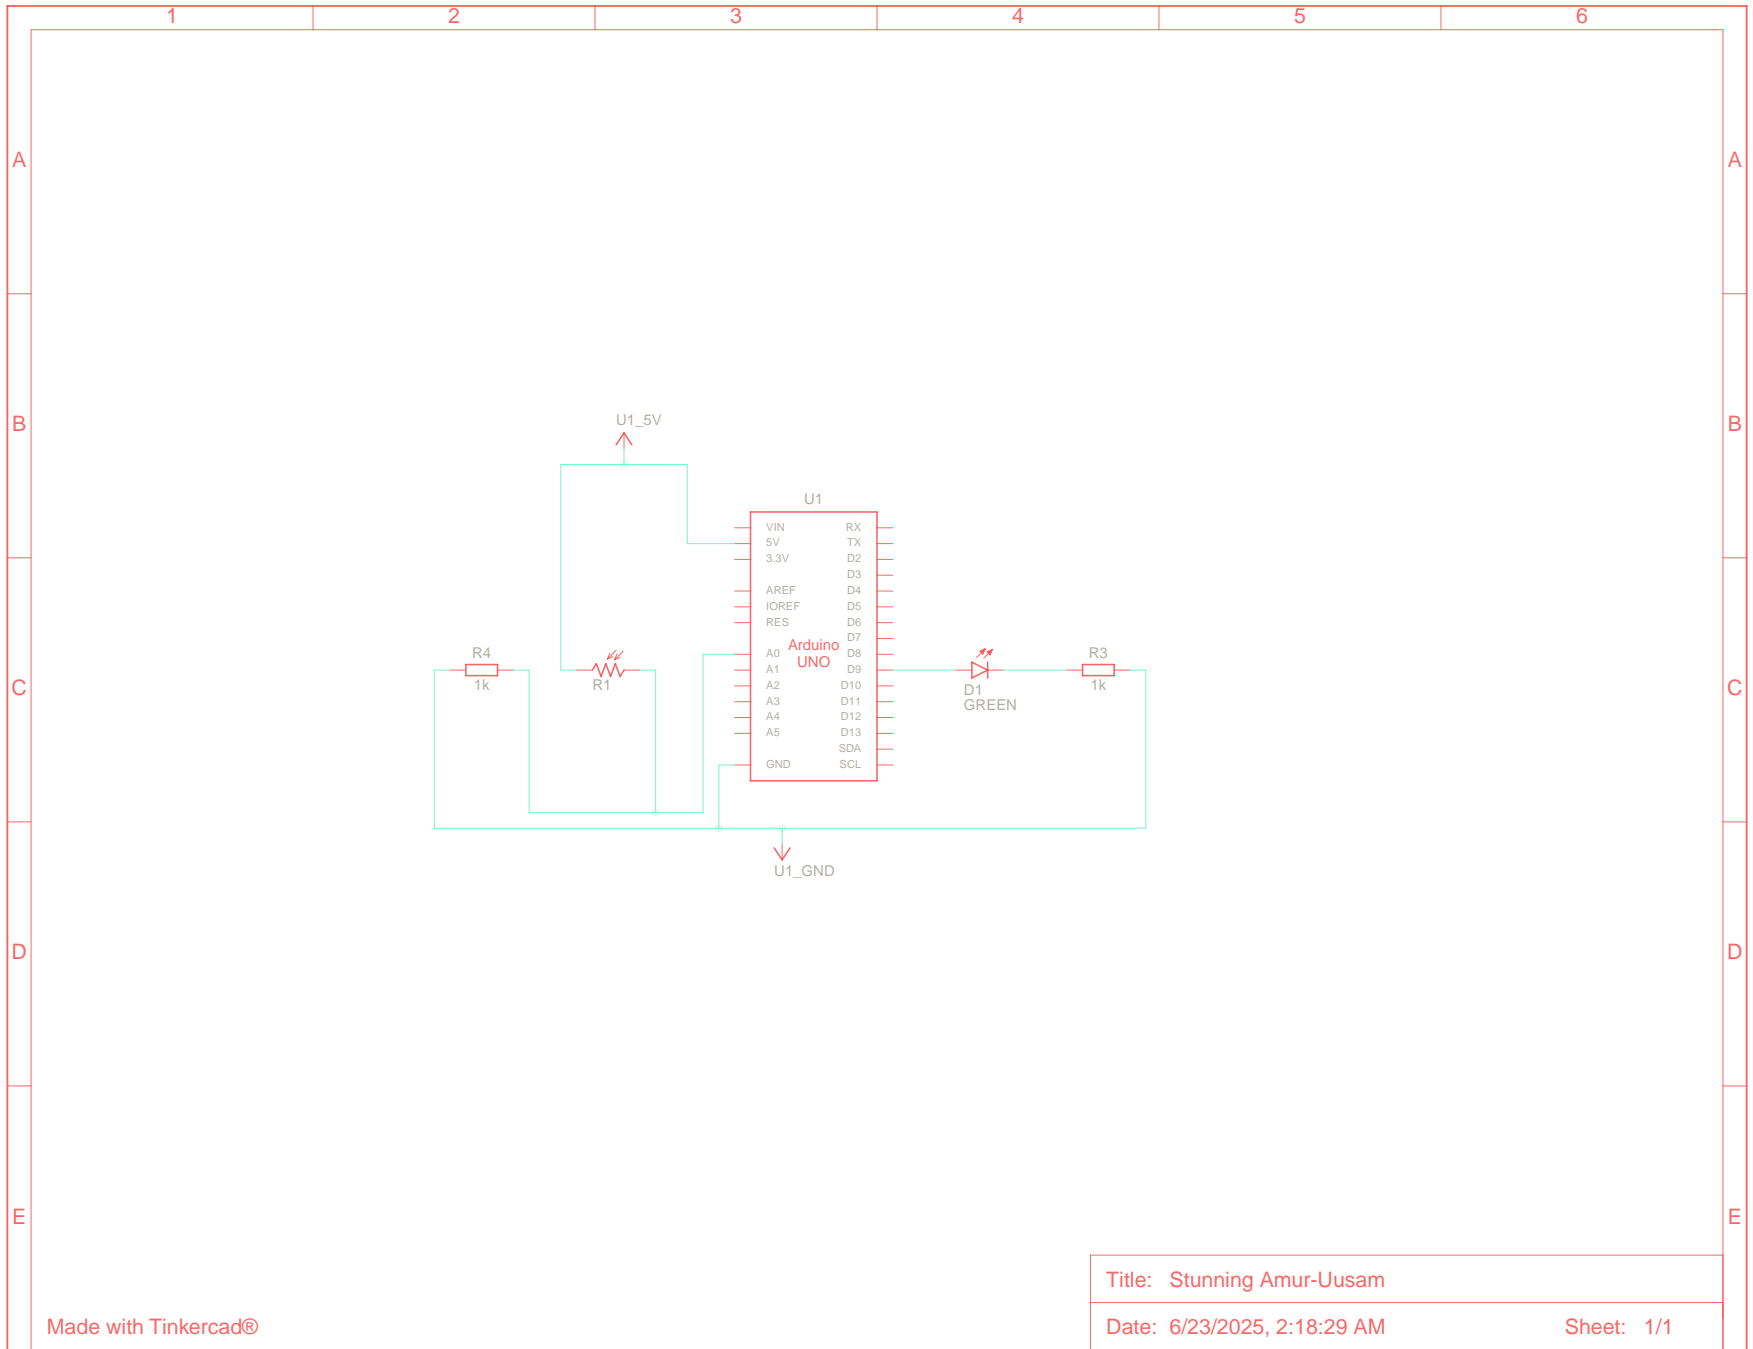 1 2 3 4 5 6
A A
B B
U1_5V
U1
VIN RX
5V TX
3.3V D2
D3
AREF D4
IOREF D5
RES D6
D7
Arduino
UNO
A0 D8
A1 D9
A2 D10
A3 D11
A4 D12
A5 D13
SDA
GND SCL
R4
1k
R1
D1
GREEN
R3
1k
C C
U1_GND
D D
E E
Title: Stunning Amur-Uusam
Made with Tinkercad®
Date: 6/23/2025, 2:18:29 AM Sheet: 1/1